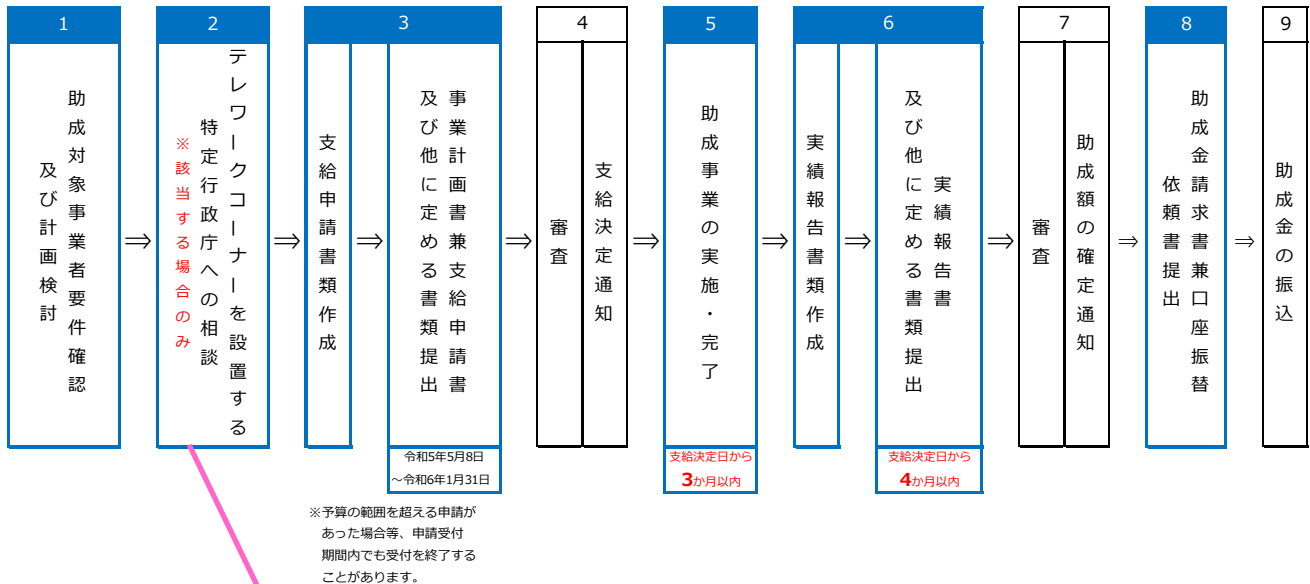 1
助成対象事業者要件確認
及び計画検討
⇒
2
テレワークコーナーを設置する
特定行政庁への相談
※該当する場合のみ
⇒
3
支給申請書類作成
⇒
事業計画書兼支給申請書
及び他に定める書類提出
令和5年5月8日
～令和6年1月31日
※予算の範囲を超える申請が
あった場合等、申請受付
期間内でも受付を終了する
ことがあります。
⇒
4
審査
支給決定通知
⇒
5
助成事業の実施・完了
支給決定日から
3か月以内
⇒
6
実績報告書類作成
⇒
実績報告書
及び他に定める書類提出
支給決定日から
4か月以内
⇒
7
審査
助成額の確定通知
⇒
8
助成金請求書兼口座振替
依頼書提出
⇒
9
助成金の振込